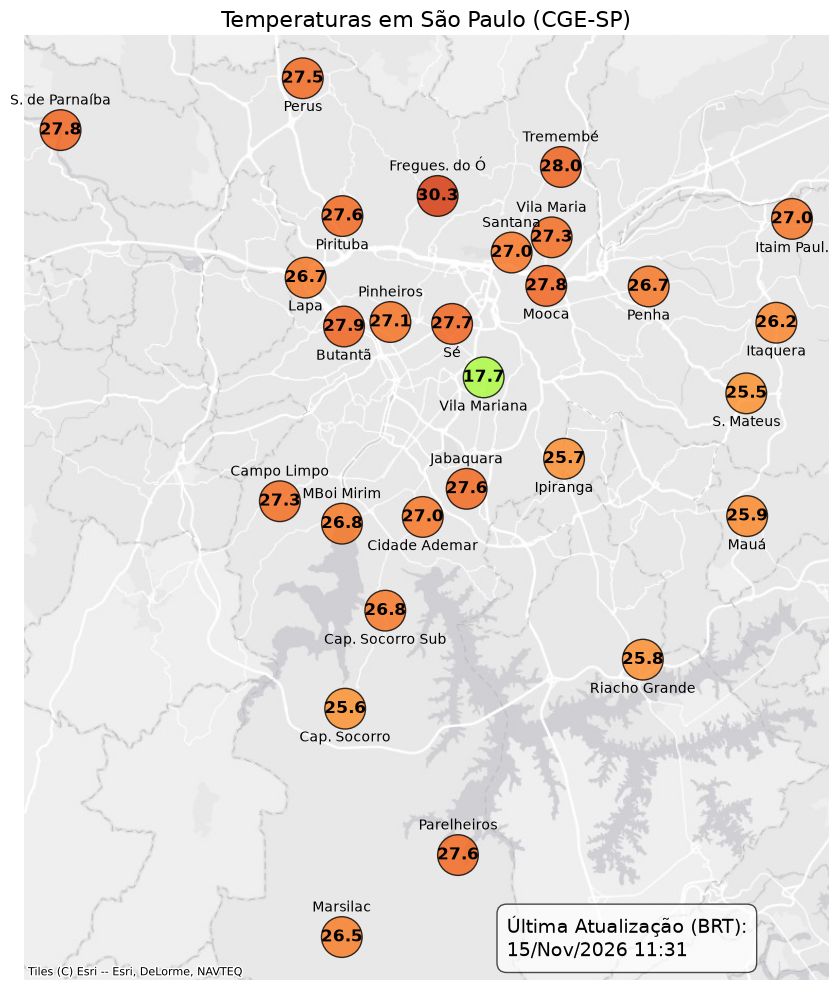 Temperaturas em São Paulo (CGE-SP)
27.5
Perus
S. de Parnaíba
27.8
Tremembé
28.0
Fregues. do Ó
30.3
27.6
Pirituba
Vila Maria
27.3
Santana
27.0
27.0
Itaim Paul.
26.7
Lapa
Pinheiros
27.1
27.9
Butantã
27.7
Sé
27.8
Mooca
26.7
Penha
26.2
Itaquera
17.7
Vila Mariana
25.5
S. Mateus
25.7
Ipiranga
Jabaquara
27.6
Campo Limpo
27.3
MBoi Mirim
26.8
27.0
Cidade Ademar
25.9
Mauá
26.8
Cap. Socorro Sub
25.8
Riacho Grande
25.6
Cap. Socorro
Parelheiros
27.6
Marsilac
26.5
Última Atualização (BRT):
15/Nov/2026 11:31
Tiles (C) Esri -- Esri, DeLorme, NAVTEQ